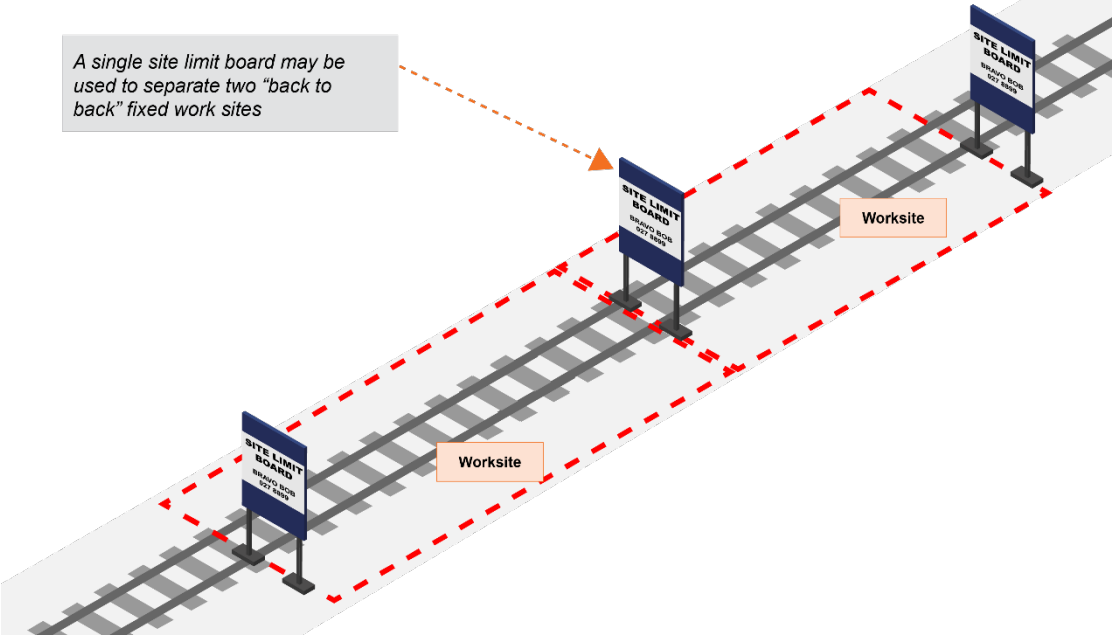 A single site limit board may be
used to separate two “back to
back” fixed work sites
SITE LIMIT
BOARD
BRAVO BOB
027 8899
SITE LIMIT
BOARD
BRAVO BOB
027 8899
Worksite
SITE LIMIT
BOARD
BRAVO BOB
027 8899
Worksite